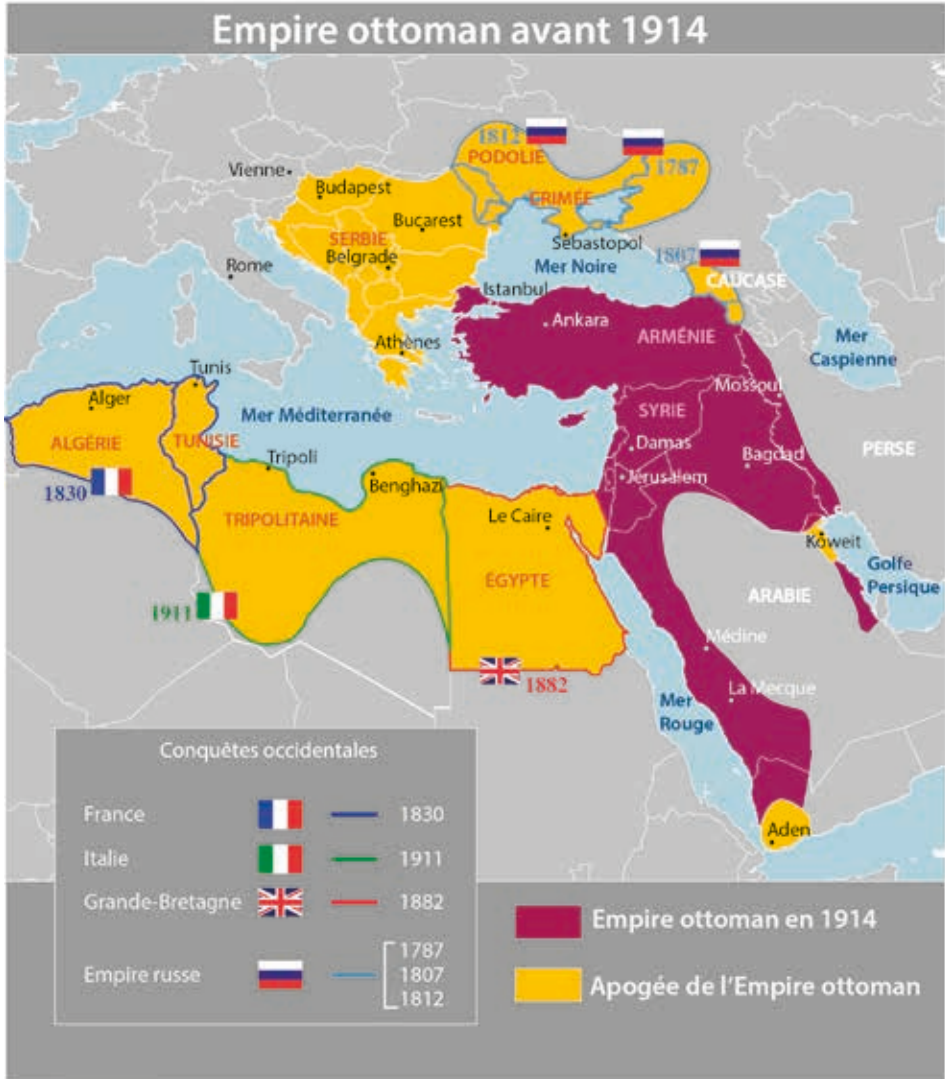 Empire ottoman avant 1914
1812
PODOLIE
1787
Vienne
Budapest
CRIMÉE
Bucarest
SERBIE
Sébastopol
Belgrade
Mer Noire
1807
CAUCASE
Rome
Istanbul
Ankara
ARMÉNIE
Athènes
Mer
Caspienne
Tunis
Mossoul
Alger
Mer Méditerranée
SYRIE
ALGÉRIE
TUNISIE
Damas
PERSE
Tripoli
Bagdad
1830
Benghazi
Jérusalem
TRIPOLITAINE
Le Caire
Koweit
Golfe
Persique
ÉGYPTE
ARABIE
1911
Médine
1882
La Mecque
Mer
Rouge
Aden
Conquêtes occidentales
France 1830
Italie 1911
Grande-Bretagne 1882
Empire russe
1787
1807
1812
Empire ottoman en 1914
Apogée de l'Empire ottoman